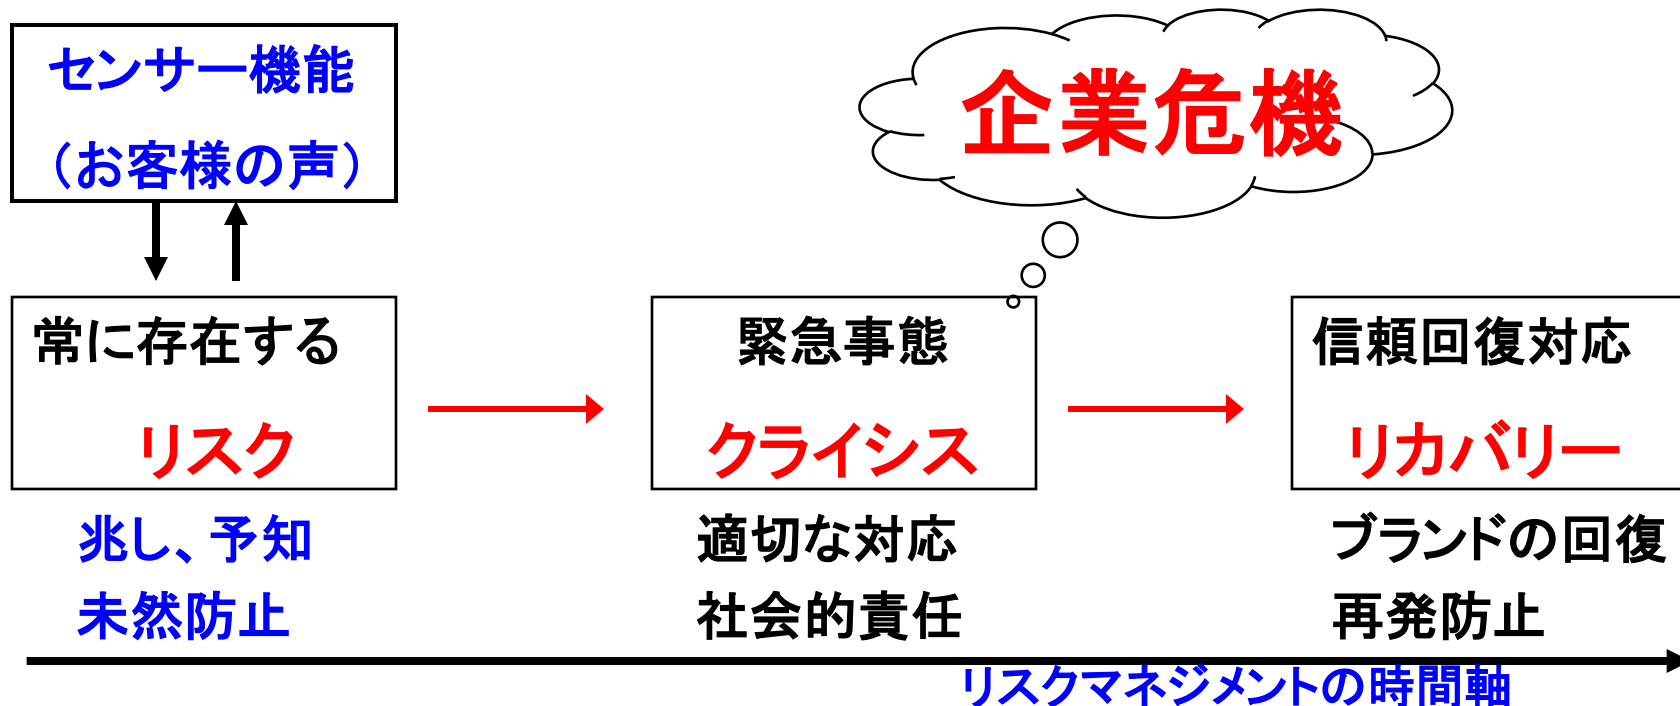 センサー機能
（お客様の声）
企業危機
常に存在する
リスク
兆し、予知
未然防止
緊急事態
クライシス
適切な対応
社会的責任
信頼回復対応
リカバリー
ブランドの回復
再発防止
リスクマネジメントの時間軸